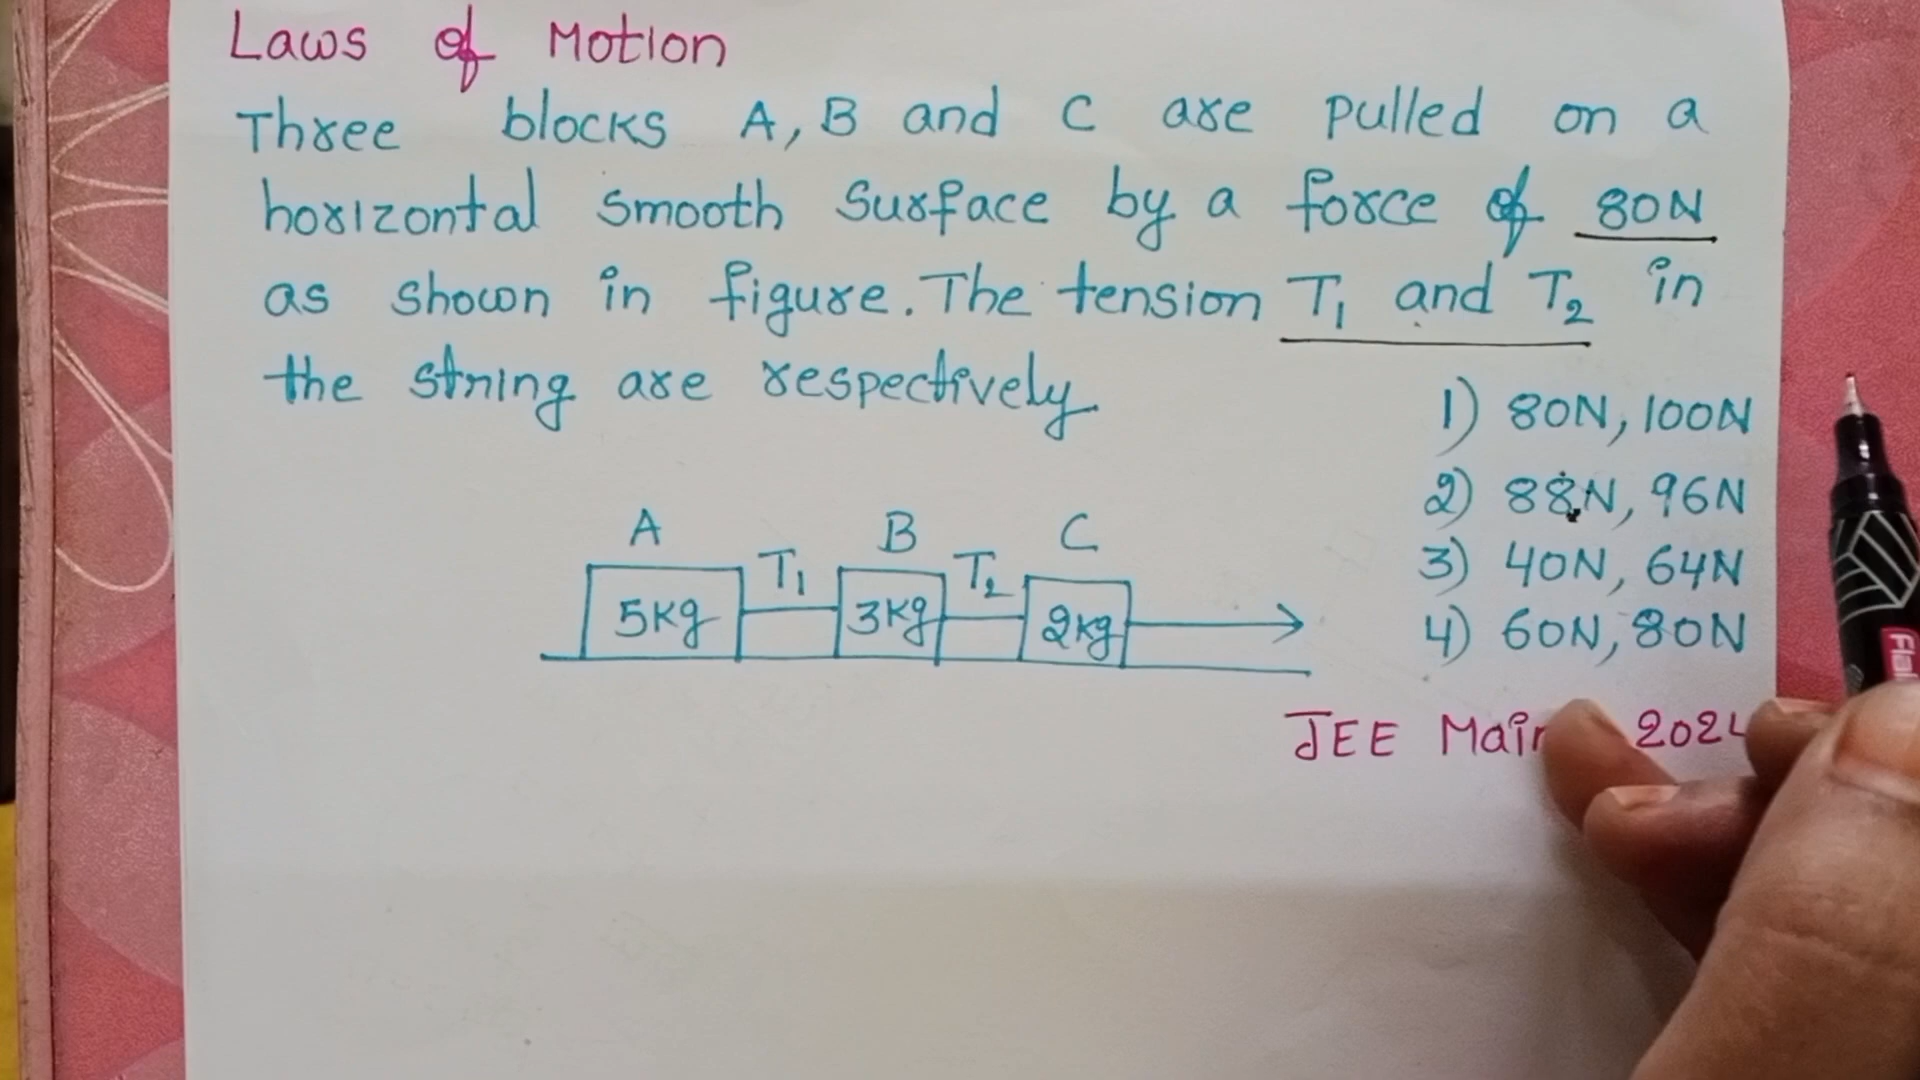 Laws of Motion
Three blocks A, B and C are pulled on a
horizontal smooth surface by a force of 80N
as shown in figure. The tension T₁ and T₂ in
the string are respectively
1) 80N, 100N
2) 88N, 96N
3) 40N, 64N
4) 60N, 80N
A B C
T₁ T₂
5kg 3kg 2kg
JEE 2024